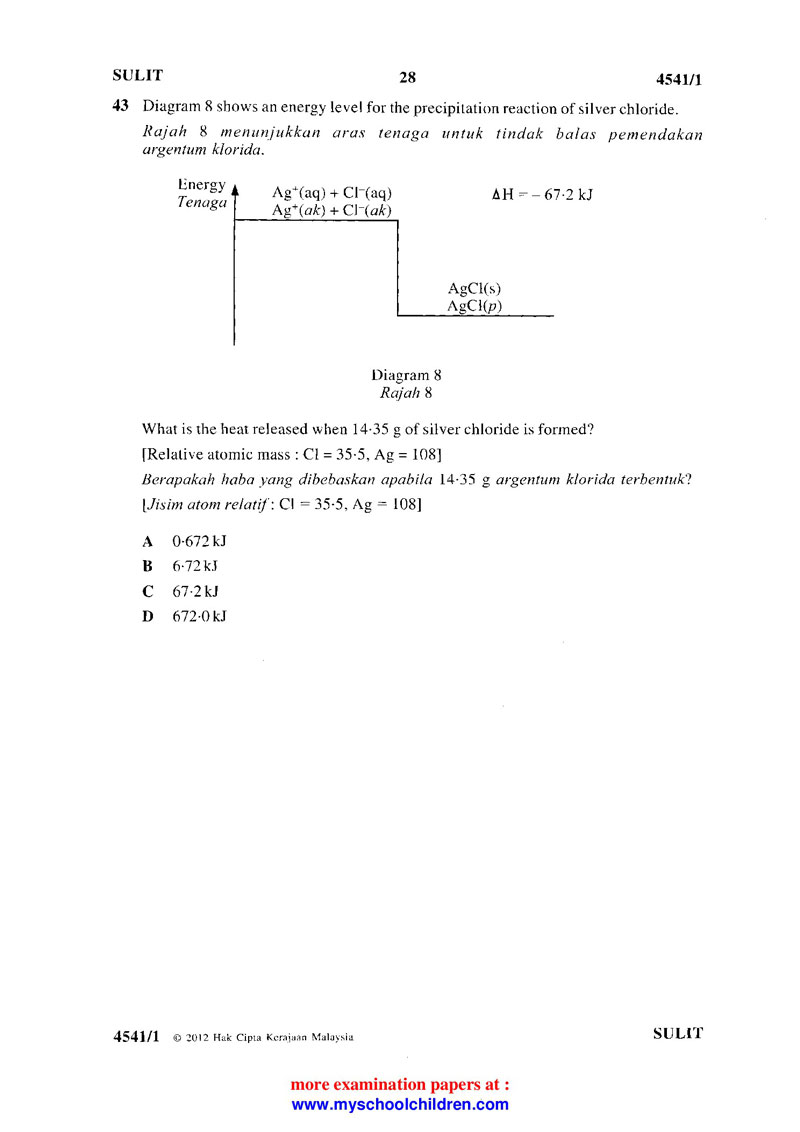 SULIT 28 4541/1
43 Diagram 8 shows an energy level for the precipitation reaction of silver chloride.
Rajah 8 menunjukkan aras tenaga untuk tindak balas pemendakan
argentum klorida.
Energy
Tenaga
Ag⁺(aq) + Cl⁻(aq)
Ag⁺(ak) + Cl⁻(ak)
ΔH = – 67·2 kJ
AgCl(s)
AgCl(p)
Diagram 8
Rajah 8
What is the heat released when 14·35 g of silver chloride is formed?
[Relative atomic mass : Cl = 35·5, Ag = 108]
Berapakah haba yang dibebaskan apabila 14·35 g argentum klorida terbentuk?
[Jisim atom relatif : Cl = 35·5, Ag = 108]
A 0·672 kJ
B 6·72 kJ
C 67·2 kJ
D 672·0 kJ
4541/1 © 2012 Hak Cipta Kerajaan Malaysia SULIT
more examination papers at :
www.myschoolchildren.com